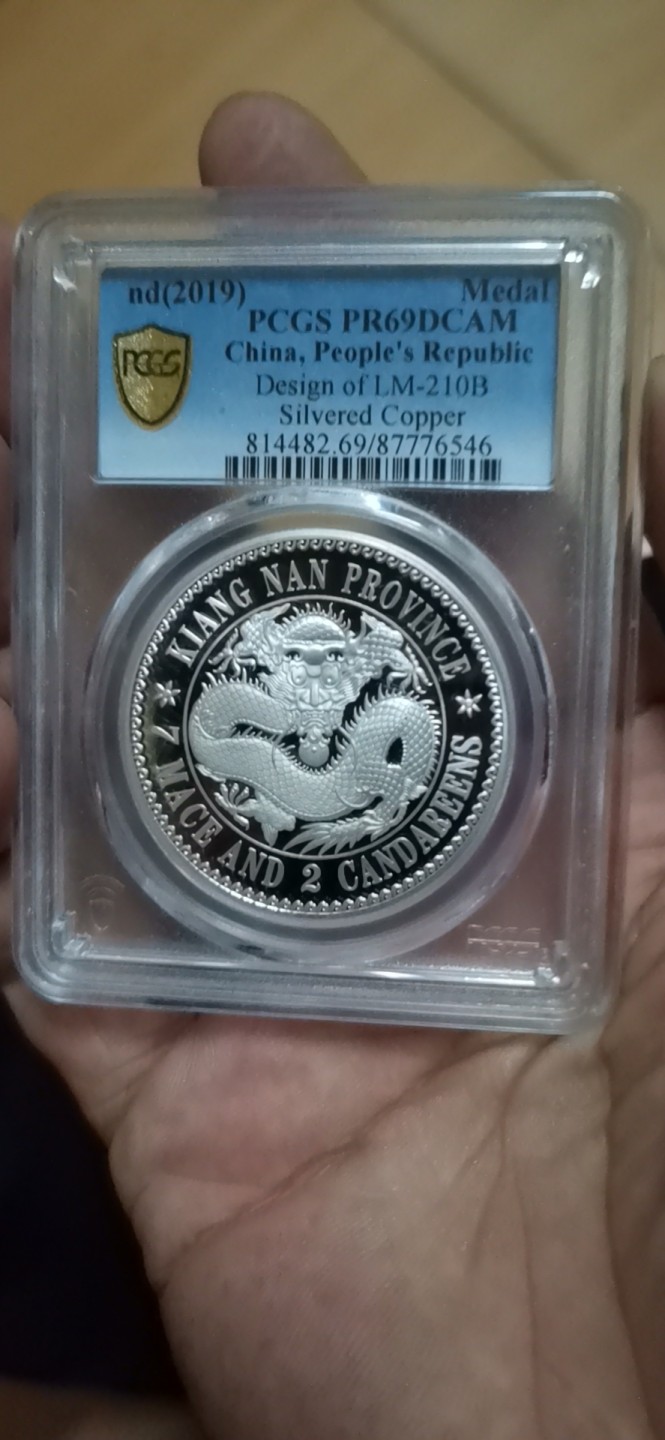 nd(2019) Medal
PCGS PR69DCAM
PCGS
China, People's Republic
Design of LM-210B
Silvered Copper
814482.69/87776546
KIANG NAN PROVINCE
7 MACE AND 2 CANDAREENS
PCGS